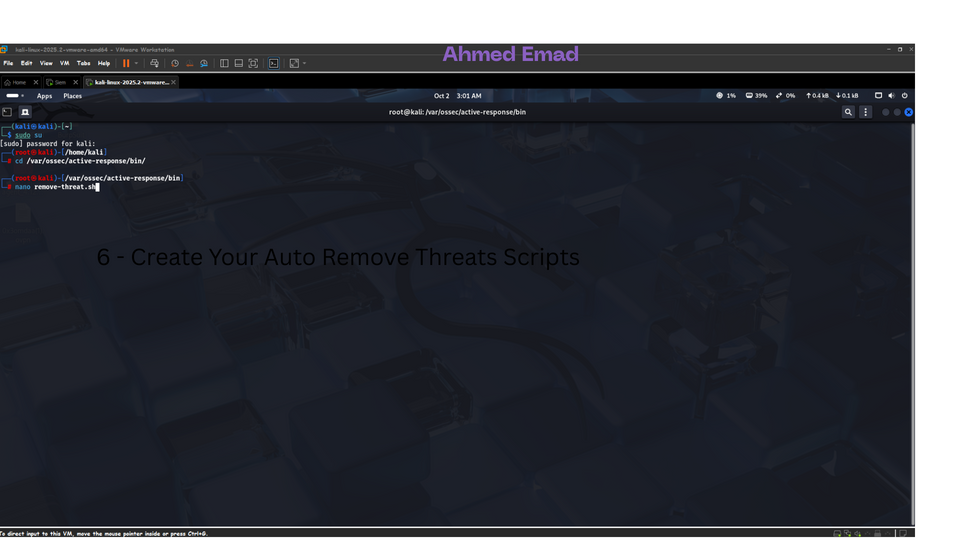 kali-linux-2025.2-vmware-amd64 - VMware Workstation
Ahmed Emad
File Edit View VM Tabs Help
Home Siem kali-linux-2025.2-vmware...
Apps Places Oct 2 3:01 AM 1% 39% 0% 0.4 kB 0.1 kB
root@kali: /var/ossec/active-response/bin
(kali㉿kali)-[~]
$ sudo su
[sudo] password for kali:
(root㉿kali)-[/home/kali]
# cd /var/ossec/active-response/bin/
(root㉿kali)-[/var/ossec/active-response/bin]
# nano remove-threat.sh
6 - Create Your Auto Remove Threats Scripts
To direct input to this VM, move the mouse pointer inside or press Ctrl+G.